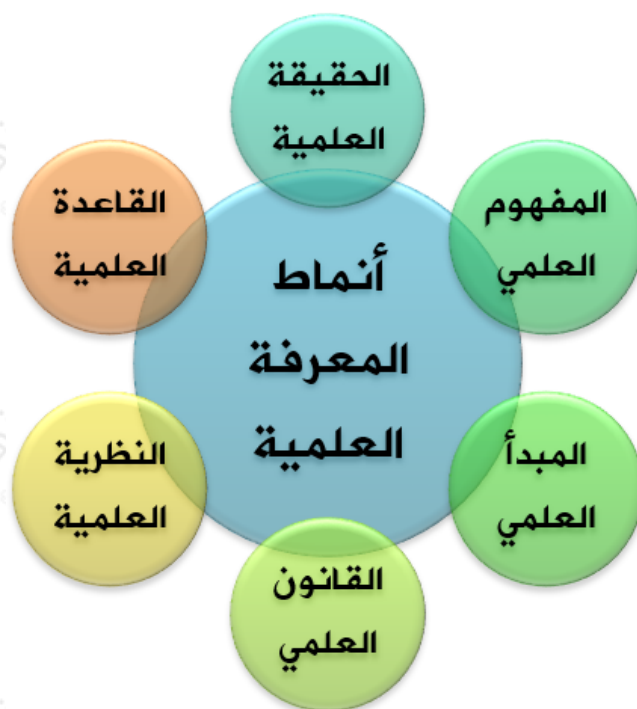 الحقيقة
العلمية
المفهوم
العلمي
المبدأ
العلمي
القانون
العلمي
النظرية
العلمية
القاعدة
العلمية
أنماط
المعرفة
العلمية